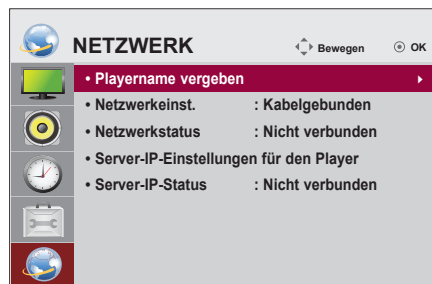 NETZWERK Bewegen OK
• Playername vergeben
• Netzwerkeinst. : Kabelgebunden
• Netzwerkstatus : Nicht verbunden
• Server-IP-Einstellungen für den Player
• Server-IP-Status : Nicht verbunden